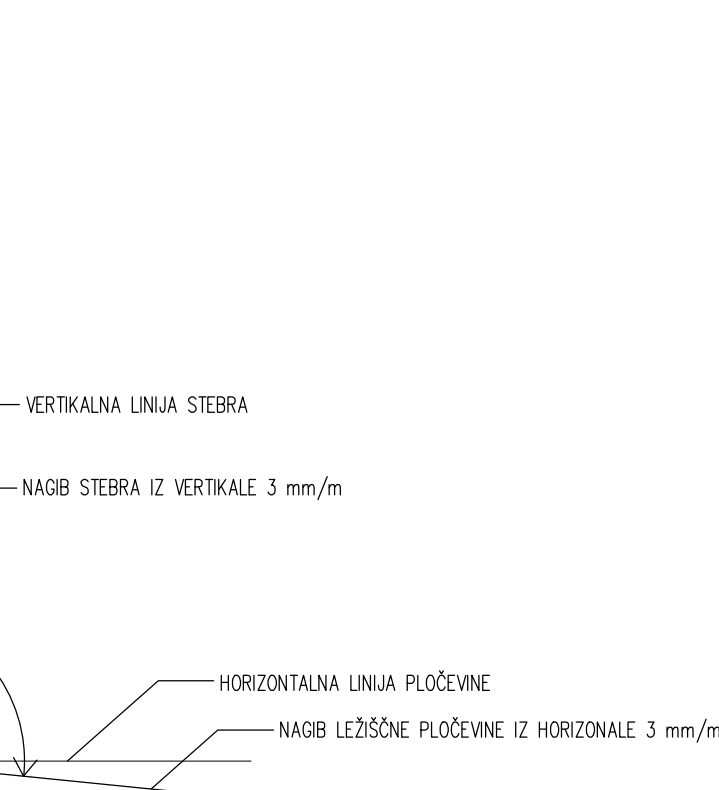 VERTIKALNA LINIJA STEBRA
NAGIB STEBRA IZ VERTIKALE 3 mm/m
HORIZONTALNA LINIJA PLOČEVINE
NAGIB LEŽIŠČNE PLOČEVINE IZ HORIZONALE 3 mm/m